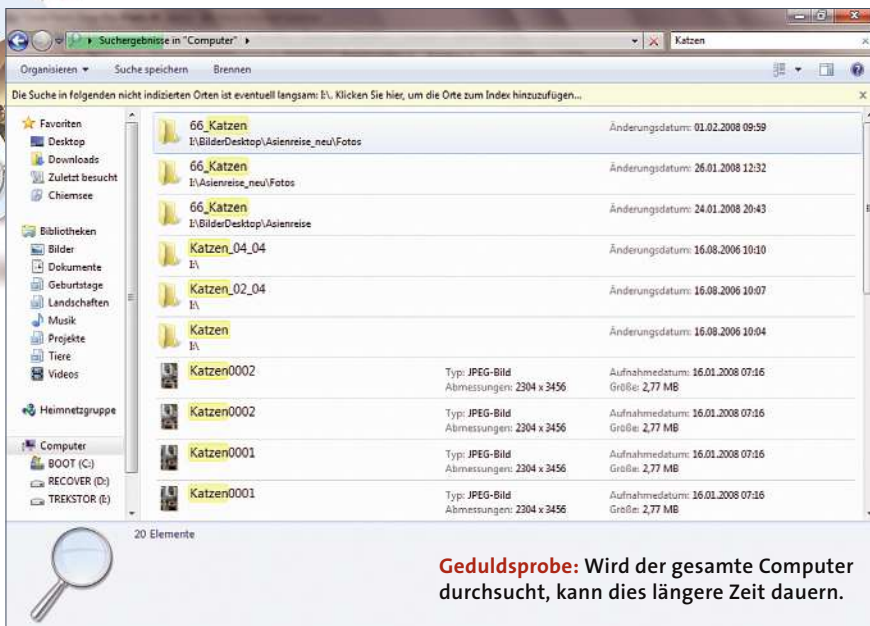 Suchergebnisse in "Computer"
Katzen
Organisieren Suche speichern Brennen
Die Suche in folgenden nicht indizierten Orten ist eventuell langsam: I:\. Klicken Sie hier, um die Orte zum Index hinzuzufügen...
Favoriten
Desktop
Downloads
Zuletzt besucht
Chiemsee
Bibliotheken
Bilder
Dokumente
Geburtstage
Landschaften
Musik
Projekte
Tiere
Videos
Heimnetzgruppe
Computer
BOOT (C:)
RECOVER (D:)
TREKSTOR (I:)
66_Katzen
I:\BilderDesktop\Asienreise_neu\Fotos
Änderungsdatum: 01.02.2008 09:59
66_Katzen
I:\Asienreise_neu\Fotos
Änderungsdatum: 26.01.2008 12:32
66_Katzen
I:\BilderDesktop\Asienreise
Änderungsdatum: 24.01.2008 20:43
Katzen_04_04
I:\
Änderungsdatum: 16.08.2006 10:10
Katzen_02_04
I:\
Änderungsdatum: 16.08.2006 10:07
Katzen
I:\
Änderungsdatum: 16.08.2006 10:04
Katzen0002
Typ: JPEG-Bild
Abmessungen: 2304 x 3456
Aufnahmedatum: 16.01.2008 07:16
Größe: 2,77 MB
Katzen0002
Typ: JPEG-Bild
Abmessungen: 2304 x 3456
Aufnahmedatum: 16.01.2008 07:16
Größe: 2,77 MB
Katzen0001
Typ: JPEG-Bild
Abmessungen: 2304 x 3456
Aufnahmedatum: 16.01.2008 07:16
Größe: 2,77 MB
Katzen0001
Typ: JPEG-Bild
Abmessungen: 2304 x 3456
Aufnahmedatum: 16.01.2008 07:16
Größe: 2,77 MB
20 Elemente
Geduldsprobe: Wird der gesamte Computer
durchsucht, kann dies längere Zeit dauern.